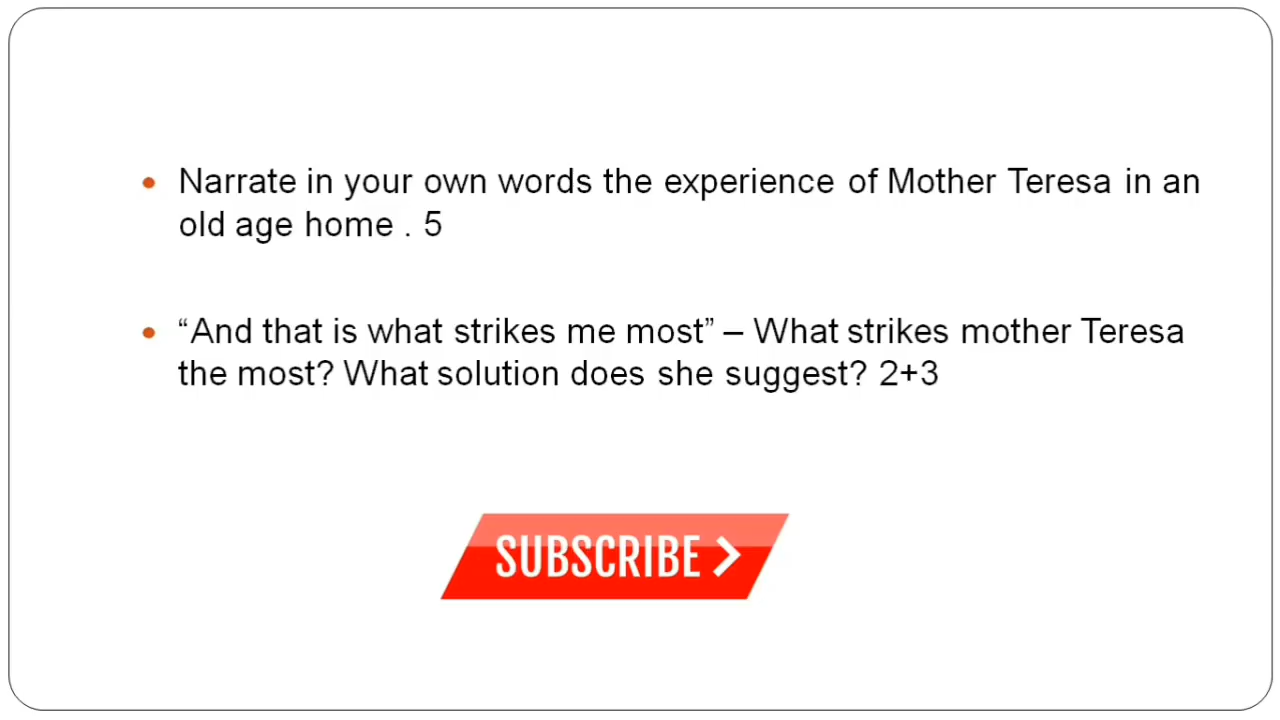 • Narrate in your own words the experience of Mother Teresa in an
old age home . 5
• “And that is what strikes me most” – What strikes mother Teresa
the most? What solution does she suggest? 2+3
SUBSCRIBE >